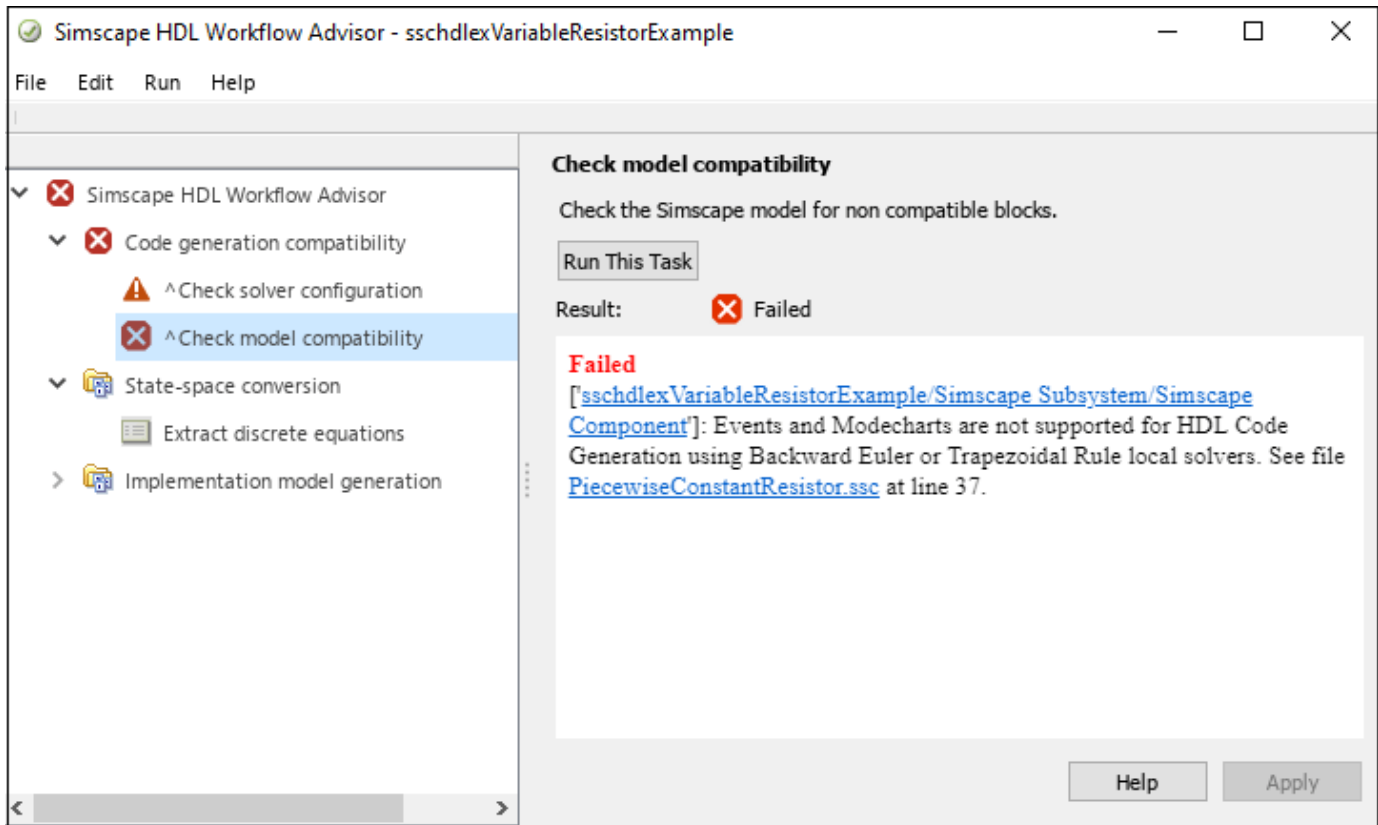 Simscape HDL Workflow Advisor - sschdlexVariableResistorExample
File Edit Run Help
Simscape HDL Workflow Advisor
Code generation compatibility
^Check solver configuration
^Check model compatibility
State-space conversion
Extract discrete equations
Implementation model generation
Check model compatibility
Check the Simscape model for non compatible blocks.
Run This Task
Result: Failed
Failed
['sschdlexVariableResistorExample/Simscape Subsystem/Simscape
Component']: Events and Modecharts are not supported for HDL Code
Generation using Backward Euler or Trapezoidal Rule local solvers. See file
PiecewiseConstantResistor.ssc at line 37.
Help Apply